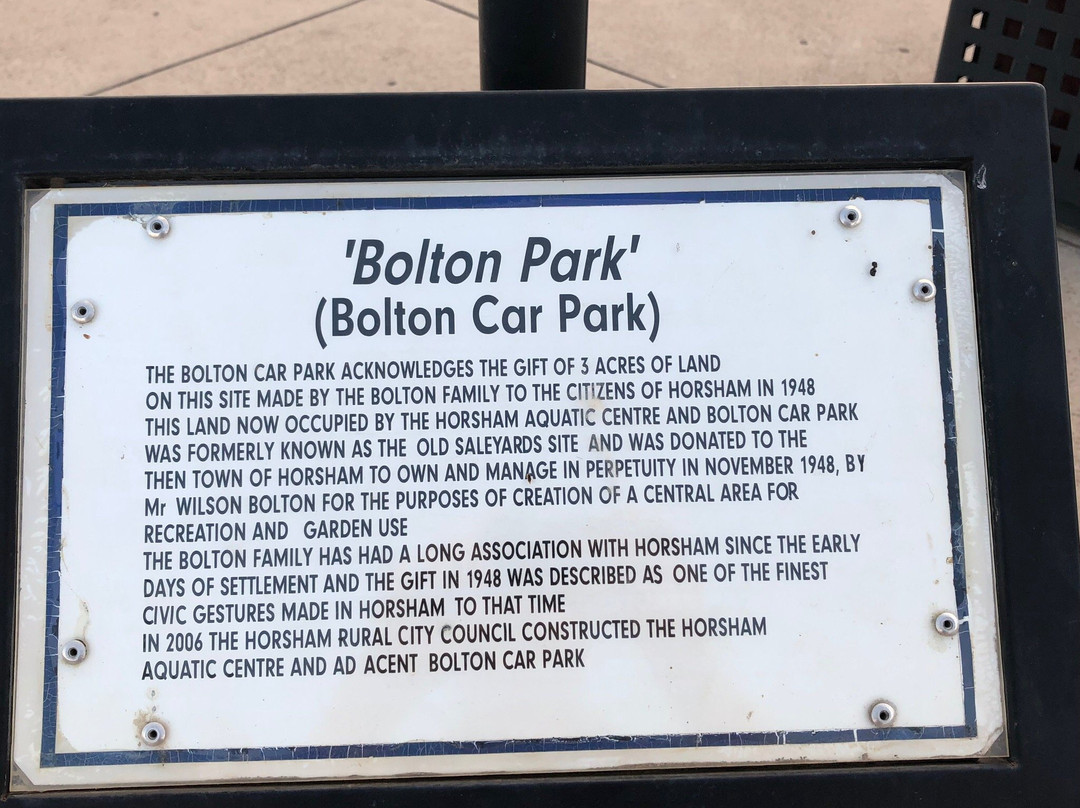 'Bolton Park'
(Bolton Car Park)
THE BOLTON CAR PARK ACKNOWLEDGES THE GIFT OF 3 ACRES OF LAND
ON THIS SITE MADE BY THE BOLTON FAMILY TO THE CITIZENS OF HORSHAM IN 1948
THIS LAND NOW OCCUPIED BY THE HORSHAM AQUATIC CENTRE AND BOLTON CAR PARK
WAS FORMERLY KNOWN AS THE OLD SALEYARDS SITE AND WAS DONATED TO THE
THEN TOWN OF HORSHAM TO OWN AND MANAGE IN PERPETUITY IN NOVEMBER 1948, BY
Mr WILSON BOLTON FOR THE PURPOSES OF CREATION OF A CENTRAL AREA FOR
RECREATION AND GARDEN USE
THE BOLTON FAMILY HAS HAD A LONG ASSOCIATION WITH HORSHAM SINCE THE EARLY
DAYS OF SETTLEMENT AND THE GIFT IN 1948 WAS DESCRIBED AS ONE OF THE FINEST
CIVIC GESTURES MADE IN HORSHAM TO THAT TIME
IN 2006 THE HORSHAM RURAL CITY COUNCIL CONSTRUCTED THE HORSHAM
AQUATIC CENTRE AND AD ACENT BOLTON CAR PARK